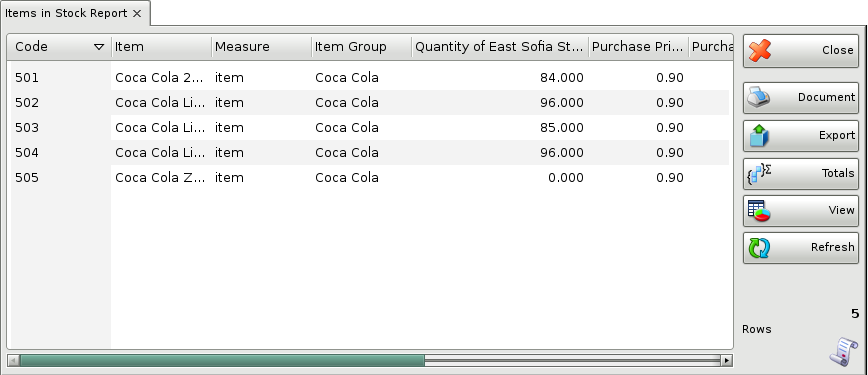 Items in Stock Report ×
Code Item Measure Item Group Quantity of East Sofia St... Purchase Pri... Purcha
501 Coca Cola 2... item Coca Cola 84.000 0.90
502 Coca Cola Li... item Coca Cola 96.000 0.90
503 Coca Cola Li... item Coca Cola 85.000 0.90
504 Coca Cola Li... item Coca Cola 96.000 0.90
505 Coca Cola Z... item Coca Cola 0.000 0.90
Close
Document
Export
Totals
View
Refresh
5
Rows